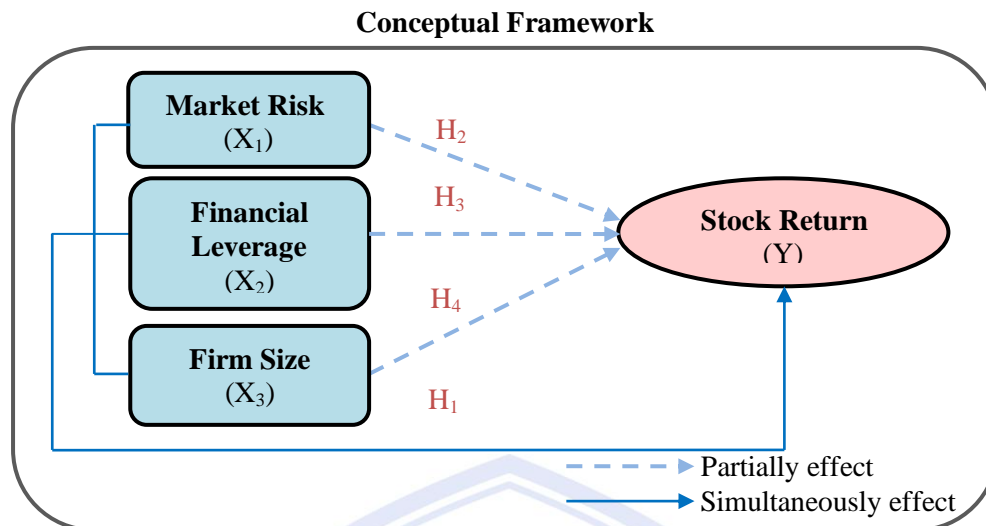 Conceptual Framework
Market Risk
(X₁)
Financial
Leverage
(X₂)
Firm Size
(X₃)
H₂
H₃
H₄
H₁
Stock Return
(Y)
Partially effect
Simultaneously effect